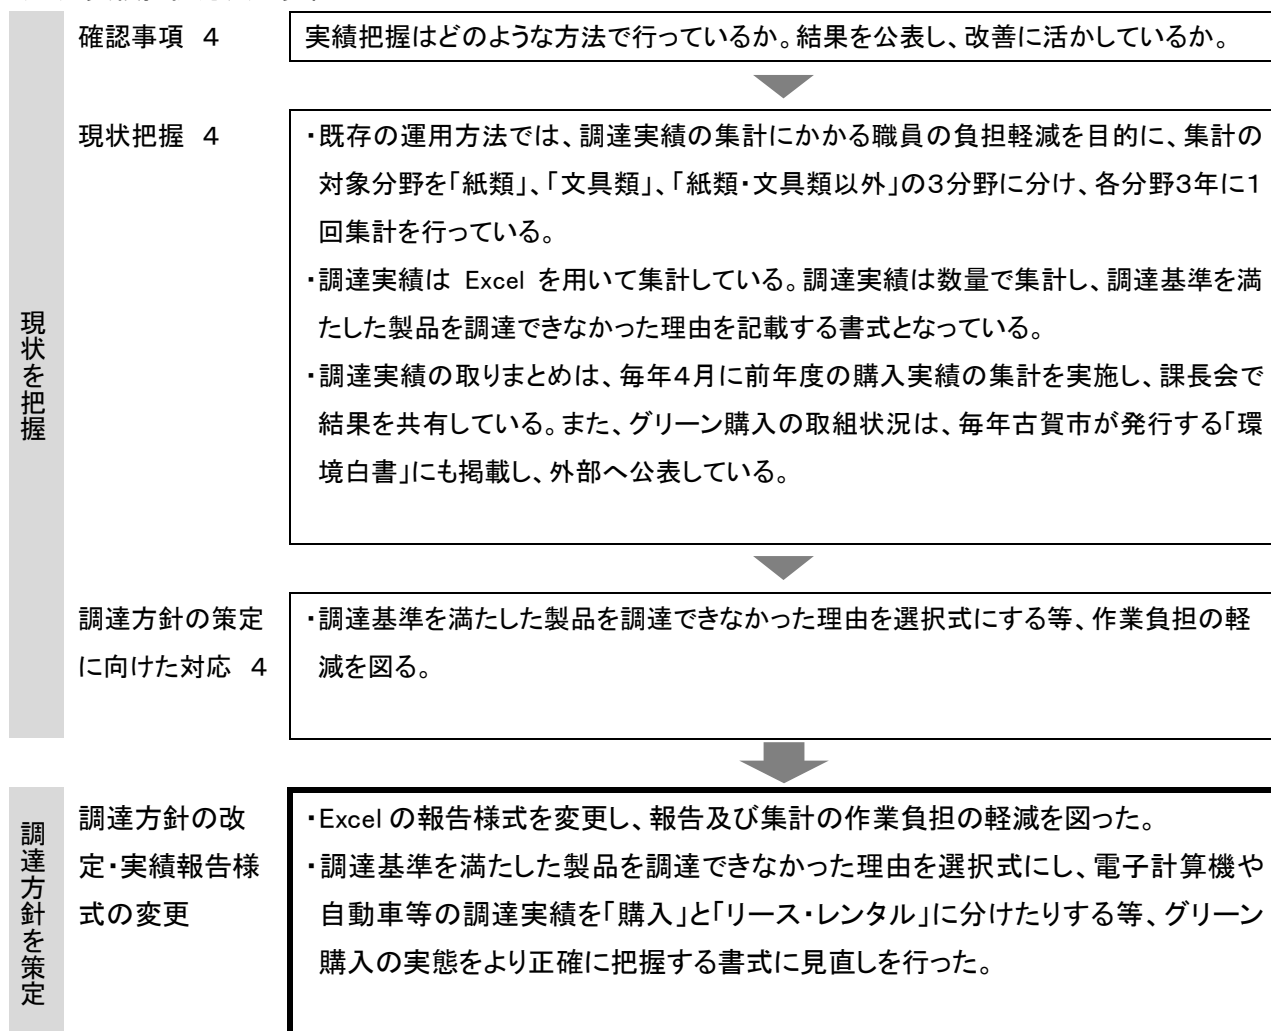 確認事項 4
実績把握はどのような方法で行っているか。結果を公表し、改善に活かしているか。
現状を把握
現状把握 4
・既存の運用方法では、調達実績の集計にかかる職員の負担軽減を目的に、集計の
対象分野を「紙類」、「文具類」、「紙類・文具類以外」の3分野に分け、各分野3年に1
回集計を行っている。
・調達実績は Excel を用いて集計している。調達実績は数量で集計し、調達基準を満
たした製品を調達できなかった理由を記載する書式となっている。
・調達実績の取りまとめは、毎年4月に前年度の購入実績の集計を実施し、課長会で
結果を共有している。また、グリーン購入の取組状況は、毎年古賀市が発行する「環
境白書」にも掲載し、外部へ公表している。
調達方針の策定
に向けた対応 4
・調達基準を満たした製品を調達できなかった理由を選択式にする等、作業負担の軽
減を図る。
調達方針を策定
調達方針の改
定・実績報告様
式の変更
・Excel の報告様式を変更し、報告及び集計の作業負担の軽減を図った。
・調達基準を満たした製品を調達できなかった理由を選択式にし、電子計算機や
自動車等の調達実績を「購入」と「リース・レンタル」に分けたりする等、グリーン
購入の実態をより正確に把握する書式に見直しを行った。